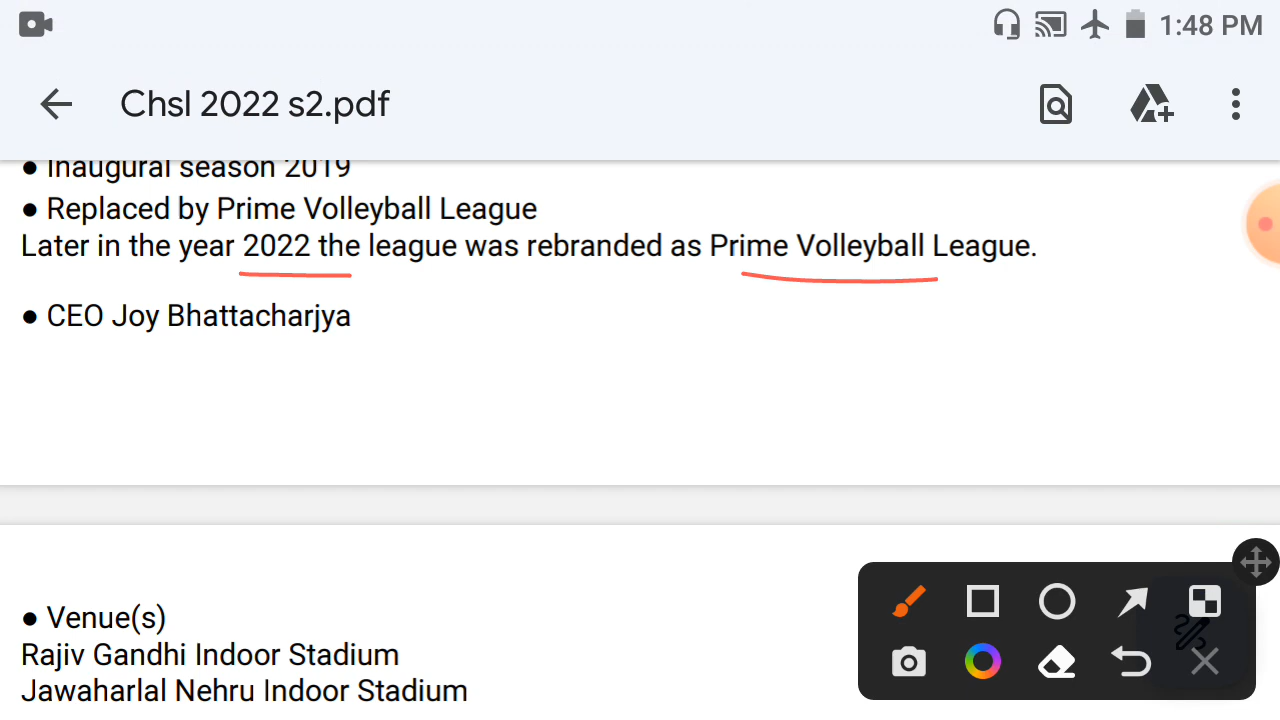 1:48 PM
Chsl 2022 s2.pdf
● Inaugural season 2019
● Replaced by Prime Volleyball League
Later in the year 2022 the league was rebranded as Prime Volleyball League.
● CEO Joy Bhattacharjya
● Venue(s)
Rajiv Gandhi Indoor Stadium
Jawaharlal Nehru Indoor Stadium